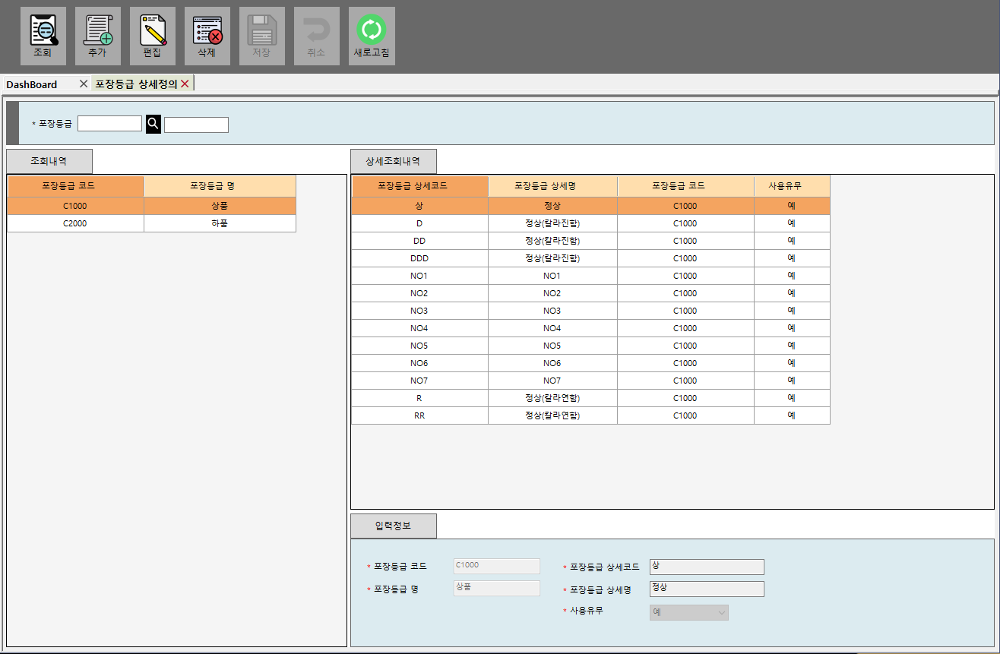 조회 추가 편집 삭제 저장 취소 새로고침
DashBoard 포장등급 상세정의
* 포장등급
조회내역
포장등급 코드 포장등급 명
C1000 상품
C2000 하품
상세조회내역
포장등급 상세코드 포장등급 상세명 포장등급 코드 사용유무
상 정상 C1000 예
D 정상(칼라진함) C1000 예
DD 정상(칼라진함) C1000 예
DDD 정상(칼라진함) C1000 예
NO1 NO1 C1000 예
NO2 NO2 C1000 예
NO3 NO3 C1000 예
NO4 NO4 C1000 예
NO5 NO5 C1000 예
NO6 NO6 C1000 예
NO7 NO7 C1000 예
R 정상(칼라연함) C1000 예
RR 정상(칼라연함) C1000 예
입력정보
* 포장등급 코드 C1000 * 포장등급 상세코드 상
* 포장등급 명 상품 * 포장등급 상세명 정상
* 사용유무 예